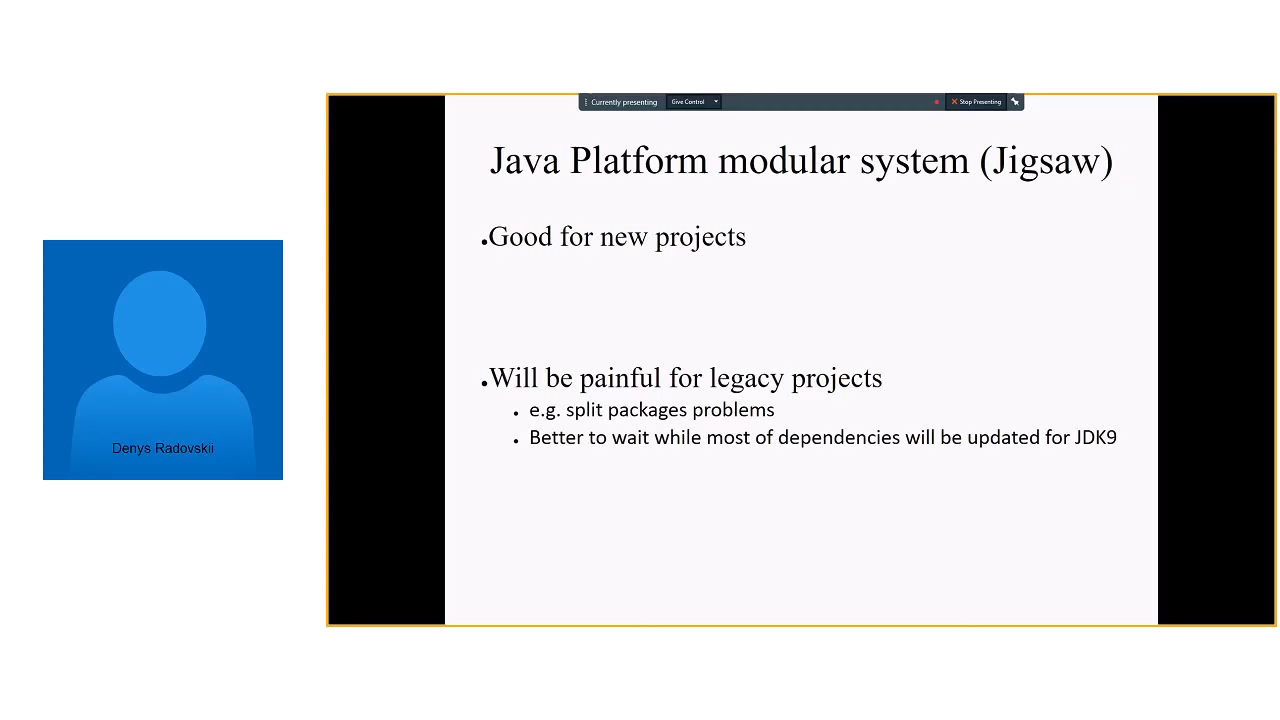 Currently presenting Give Control Stop Presenting
Java Platform modular system (Jigsaw)
•Good for new projects
•Will be painful for legacy projects
• e.g. split packages problems
• Better to wait while most of dependencies will be updated for JDK9
Denys Radovskii